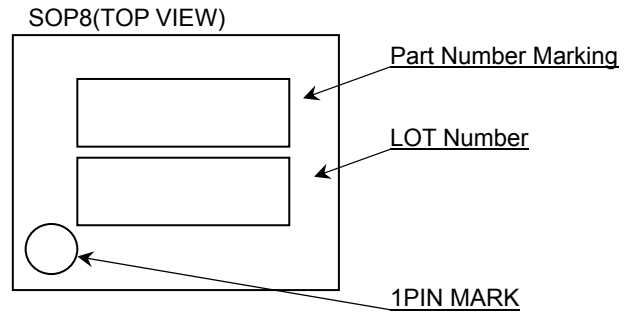 SOP8(TOP VIEW)
Part Number Marking
LOT Number
1PIN MARK